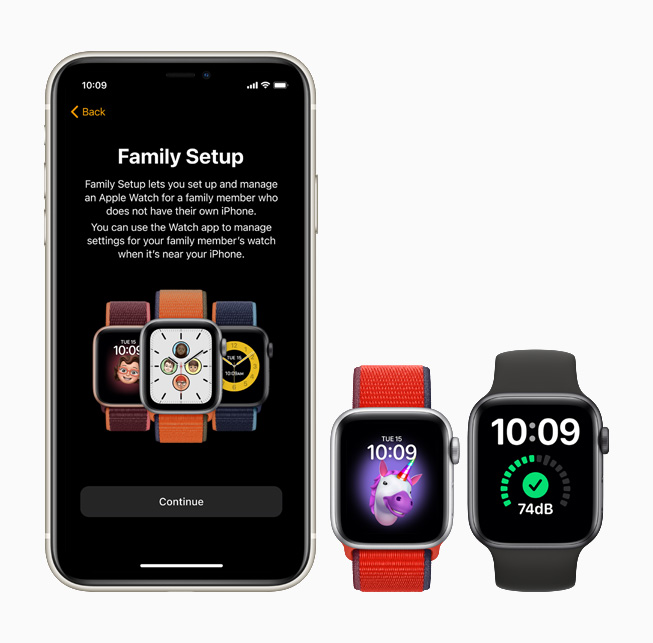 10:09
Back
Family Setup
Family Setup lets you set up and manage
an Apple Watch for a family member who
does not have their own iPhone.
You can use the Watch app to manage
settings for your family member’s watch
when it’s near your iPhone.
TUE 15
10:09
TUE 15
10:09AM
Continue
TUE 15
10:09
10:09
74dB